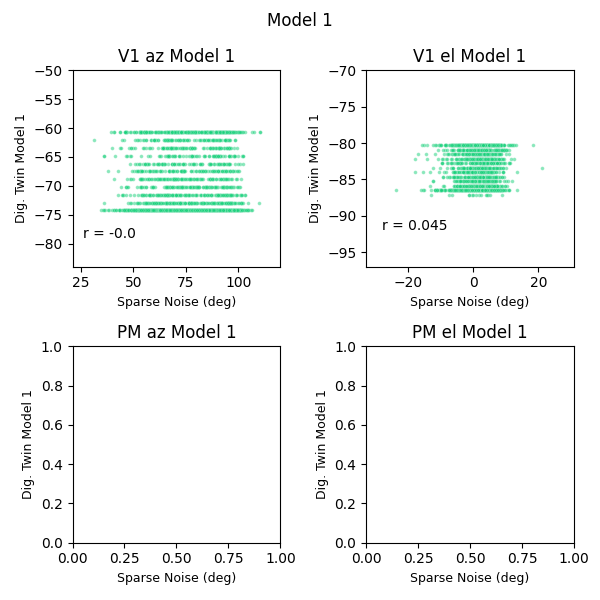 Model 1
V1 az Model 1
−50
−55
−60
−65
−70
−75
−80
Dig. Twin Model 1
r = -0.0
25 50 75 100
Sparse Noise (deg)
V1 el Model 1
−70
−75
−80
−85
−90
−95
Dig. Twin Model 1
r = 0.045
−20 0 20
Sparse Noise (deg)
PM az Model 1
1.0
0.8
0.6
0.4
0.2
0.0
Dig. Twin Model 1
0.00 0.25 0.50 0.75 1.00
Sparse Noise (deg)
PM el Model 1
1.0
0.8
0.6
0.4
0.2
0.0
Dig. Twin Model 1
0.00 0.25 0.50 0.75 1.00
Sparse Noise (deg)